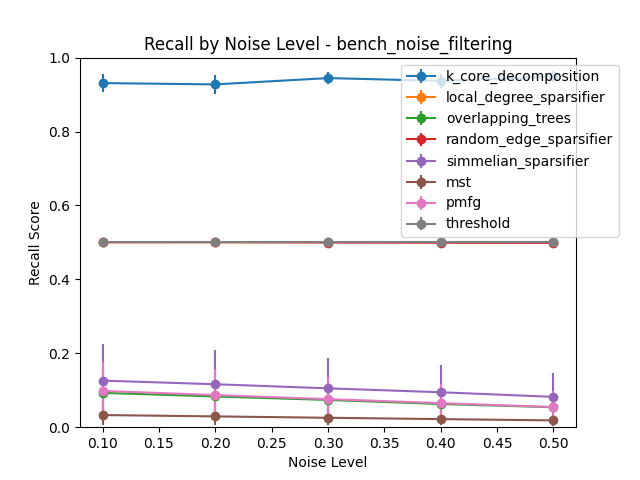 Recall by Noise Level - bench_noise_filtering
1.0
0.8
0.6
0.4
0.2
0.0
Recall Score
k_core_decomposition
local_degree_sparsifier
overlapping_trees
random_edge_sparsifier
simmelian_sparsifier
mst
pmfg
threshold
0.10 0.15 0.20 0.25 0.30 0.35 0.40 0.45 0.50
Noise Level